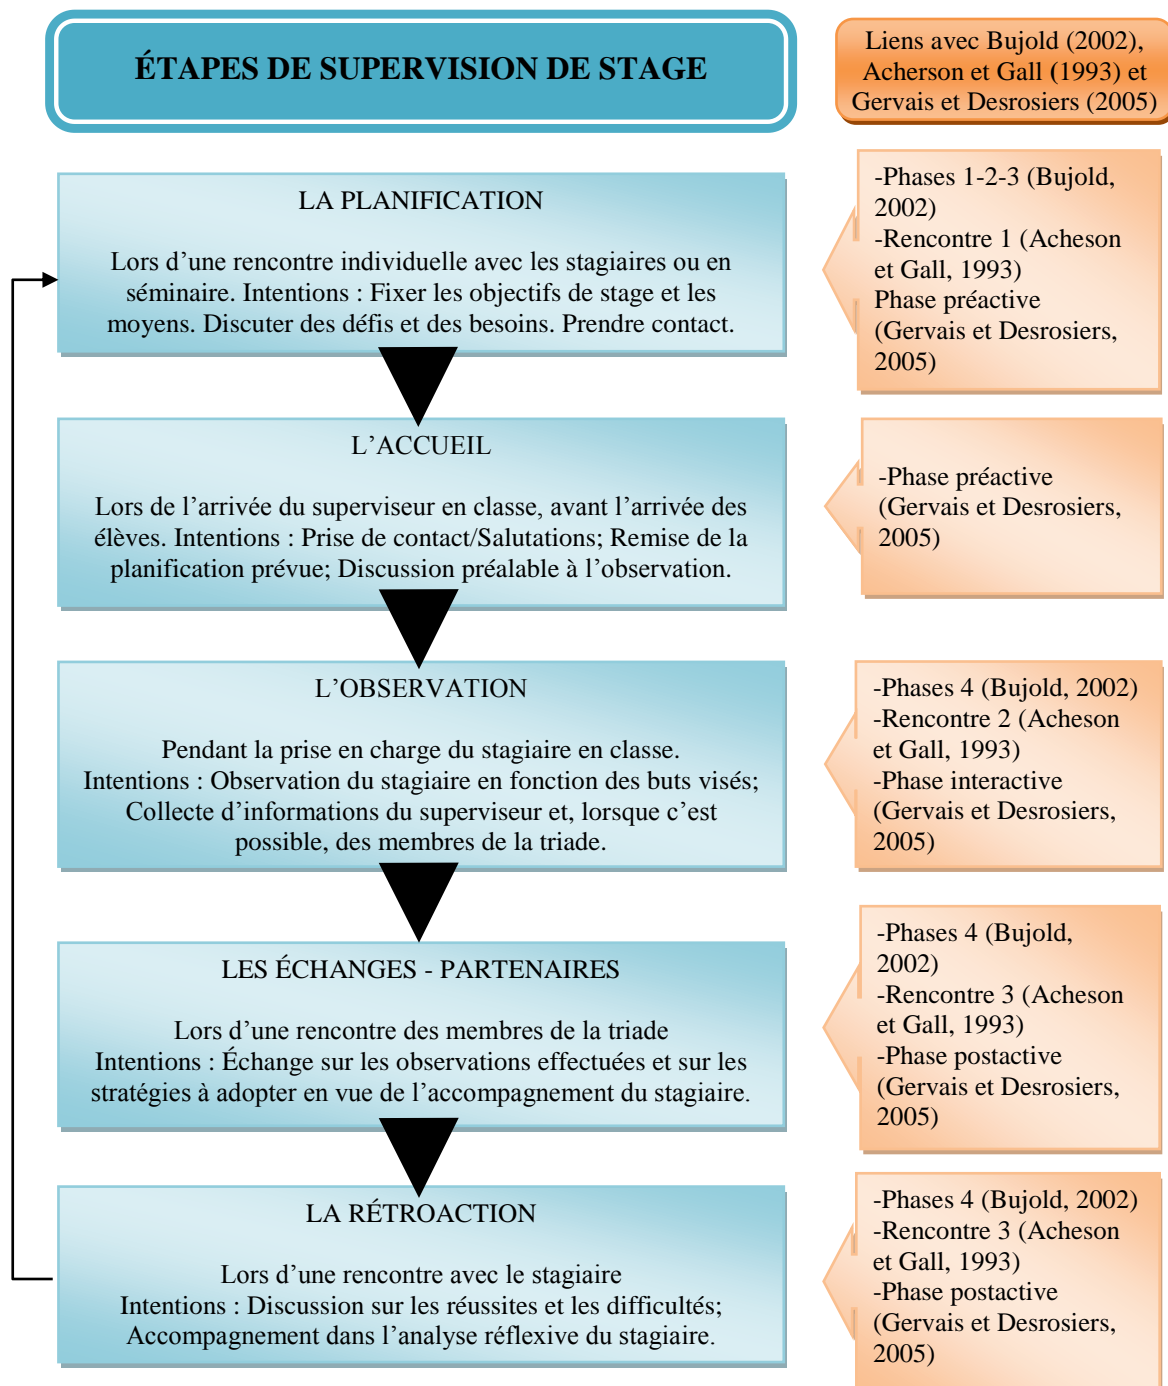 ÉTAPES DE SUPERVISION DE STAGE
Liens avec Bujold (2002),
Acherson et Gall (1993) et
Gervais et Desrosiers (2005)
LA PLANIFICATION
Lors d’une rencontre individuelle avec les stagiaires ou en
séminaire. Intentions : Fixer les objectifs de stage et les
moyens. Discuter des défis et des besoins. Prendre contact.
-Phases 1-2-3 (Bujold,
2002)
-Rencontre 1 (Acheson
et Gall, 1993)
Phase préactive
(Gervais et Desrosiers,
2005)
L’ACCUEIL
Lors de l’arrivée du superviseur en classe, avant l’arrivée des
élèves. Intentions : Prise de contact/Salutations; Remise de la
planification prévue; Discussion préalable à l’observation.
-Phase préactive
(Gervais et Desrosiers,
2005)
L’OBSERVATION
Pendant la prise en charge du stagiaire en classe.
Intentions : Observation du stagiaire en fonction des buts visés;
Collecte d’informations du superviseur et, lorsque c’est
possible, des membres de la triade.
-Phases 4 (Bujold, 2002)
-Rencontre 2 (Acheson
et Gall, 1993)
-Phase interactive
(Gervais et Desrosiers,
2005)
LES ÉCHANGES - PARTENAIRES
Lors d’une rencontre des membres de la triade
Intentions : Échange sur les observations effectuées et sur les
stratégies à adopter en vue de l’accompagnement du stagiaire.
-Phases 4 (Bujold,
2002)
-Rencontre 3 (Acheson
et Gall, 1993)
-Phase postactive
(Gervais et Desrosiers,
2005)
LA RÉTROACTION
Lors d’une rencontre avec le stagiaire
Intentions : Discussion sur les réussites et les difficultés;
Accompagnement dans l’analyse réflexive du stagiaire.
-Phases 4 (Bujold, 2002)
-Rencontre 3 (Acheson
et Gall, 1993)
-Phase postactive
(Gervais et Desrosiers,
2005)